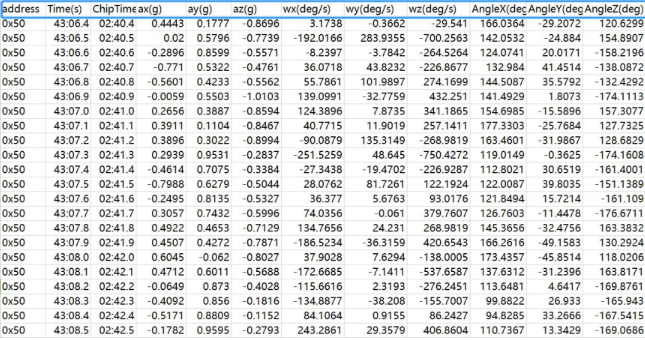 address Time(s) ChipTime ax(g) ay(g) az(g) wx(deg/s) wy(deg/s) wz(deg/s) AngleX(deg AngleY(deg AngleZ(deg)
0x50 43:06.4 02:40.4 0.4443 0.1777 -0.8696 3.1738 -0.3662 -29.541 166.0364 -29.2072 120.6299
0x50 43:06.5 02:40.5 0.02 0.5796 -0.7739 -192.0166 283.9355 -700.2563 142.0532 -24.884 154.8907
0x50 43:06.6 02:40.6 -0.2896 0.8599 -0.5571 -8.2397 -3.7842 -264.5264 124.0741 20.0171 -158.2196
0x50 43:06.7 02:40.7 -0.771 0.5322 -0.4761 36.0718 43.8232 -226.8677 132.984 41.4514 -138.0872
0x50 43:06.8 02:40.8 -0.5601 0.4233 -0.5562 55.7861 101.9897 274.1699 144.5087 35.5792 -132.4292
0x50 43:06.9 02:40.9 -0.0059 0.5503 -1.0103 139.0991 -32.7759 432.251 141.4929 1.8073 -174.1113
0x50 43:07.0 02:41.0 0.2656 0.3887 -0.8594 124.3896 7.8735 341.1865 154.6985 -15.5896 157.3077
0x50 43:07.1 02:41.1 0.3911 0.1104 -0.8467 40.7715 11.9019 257.1411 177.3303 -25.7684 127.7325
0x50 43:07.2 02:41.2 0.3896 0.3022 -0.8994 -90.0879 135.3149 -268.9819 163.4601 -31.9867 128.6829
0x50 43:07.3 02:41.3 0.2939 0.9531 -0.2837 -251.5259 48.645 -750.4272 119.0149 -0.3625 -174.1608
0x50 43:07.4 02:41.4 -0.4614 0.7075 -0.3384 -27.3438 -19.4702 -226.9287 112.8021 30.6519 -161.4001
0x50 43:07.5 02:41.5 -0.7988 0.6279 -0.5044 28.0762 81.7261 122.1924 122.0087 39.8035 -151.1389
0x50 43:07.6 02:41.6 -0.2495 0.8135 -0.5327 36.377 5.6763 93.0176 121.8494 15.7214 -161.109
0x50 43:07.7 02:41.7 0.3057 0.7432 -0.5996 74.0356 -0.061 379.7607 126.7603 -11.4478 -176.6711
0x50 43:07.8 02:41.8 0.4922 0.4653 -0.7129 134.7656 24.231 268.9819 145.3656 -32.4756 163.3832
0x50 43:07.9 02:41.9 0.4507 0.4272 -0.7871 -186.5234 -36.3159 420.6543 166.2616 -49.1583 130.2924
0x50 43:08.0 02:42.0 0.6045 -0.062 -0.8027 37.9028 7.6294 -138.0005 173.4357 -45.8514 118.0206
0x50 43:08.1 02:42.1 0.4712 0.6011 -0.5688 -172.6685 -7.1411 -537.6587 137.6312 -31.2396 163.8171
0x50 43:08.2 02:42.2 -0.0649 0.873 -0.4028 -115.6616 2.3193 -276.2451 113.6481 4.6417 -169.8761
0x50 43:08.3 02:42.3 -0.4092 0.856 -0.1816 -134.8877 -38.208 -155.7007 99.8822 26.933 -165.943
0x50 43:08.4 02:42.4 -0.5171 0.8809 -0.1152 84.1064 0.9155 86.2427 94.8285 33.2666 -167.5415
0x50 43:08.5 02:42.5 -0.1782 0.9595 -0.2793 243.2861 29.3579 406.8604 110.7367 13.3429 -169.0686